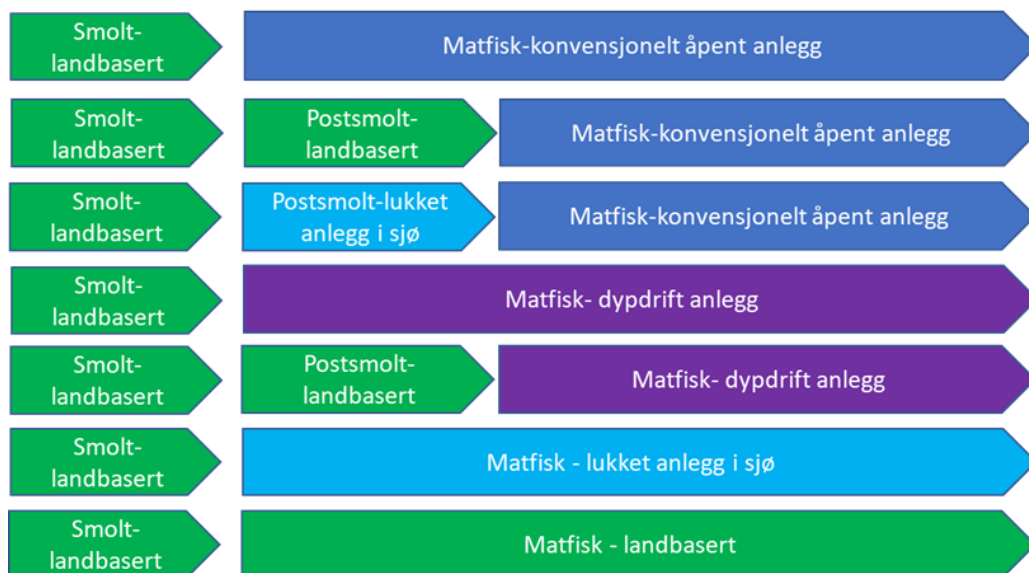 Smolt-
landbasert
Matfisk-konvensjonelt åpent anlegg
Smolt-
landbasert
Postsmolt-
landbasert
Matfisk-konvensjonelt åpent anlegg
Smolt-
landbasert
Postsmolt-lukket
anlegg i sjø
Matfisk-konvensjonelt åpent anlegg
Smolt-
landbasert
Matfisk- dypdrift anlegg
Smolt-
landbasert
Postsmolt-
landbasert
Matfisk- dypdrift anlegg
Smolt-
landbasert
Matfisk - lukket anlegg i sjø
Smolt-
landbasert
Matfisk - landbasert